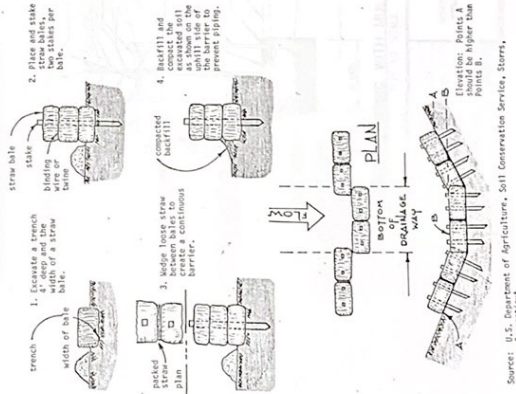 1. Excavate a trench
4" deep and the
width of a straw
bale.
trench
width of bale
2. Place and stake
straw bales,
two stakes per
bale.
straw bale
stake
binding
wire or
twine
3. Wedge loose straw
between bales to
create a continuous
barrier.
packed
straw
plan
4. Backfill and
compact the
excavated soil
as shown on the
uphill side of
the barrier to
prevent piping.
compacted
backfill
FLOW
BOTTOM
OF
DRAINAGE
WAY
PLAN
A
B
B
A
Elevation: Points A
should be higher than
Points B.
Source: U.S. Department of Agriculture, Soil Conservation Service, Storrs,